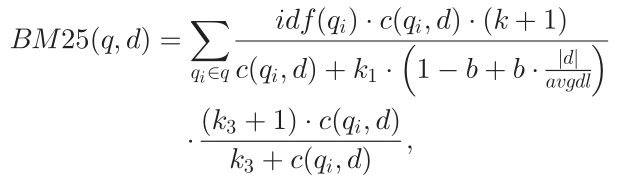 BM25(q, d) = \sum_{q_i \in q} \frac{idf(q_i) \cdot c(q_i, d) \cdot (k + 1)}{c(q_i, d) + k_1 \cdot \left(1 - b + b \cdot \frac{|d|}{avgdl}\right)}
\cdot \frac{(k_3 + 1) \cdot c(q_i, d)}{k_3 + c(q_i, d)},